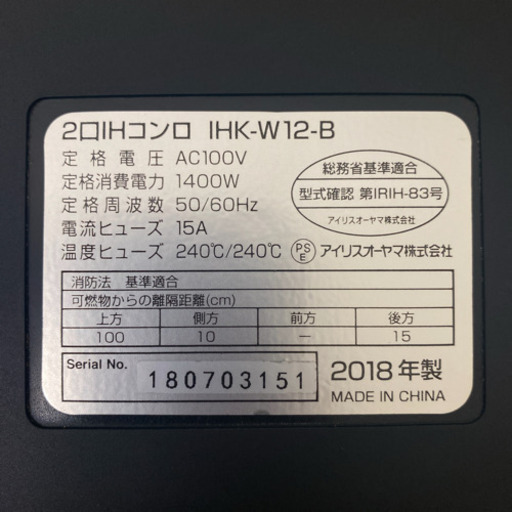 2口IHコンロ IHK-W12-B
定格電圧 AC100V
定格消費電力 1400W
定格周波数 50/60Hz
電流ヒューズ 15A
温度ヒューズ 240℃/240℃
総務省基準適合
型式確認 第IRIH-83号
アイリスオーヤマ株式会社
PSE アイリスオーヤマ株式会社
消防法 基準適合
可燃物からの離隔距離(cm)
上方 側方 前方 後方
100 10 ー 15
Serial No. 180703151
2018年製
MADE IN CHINA